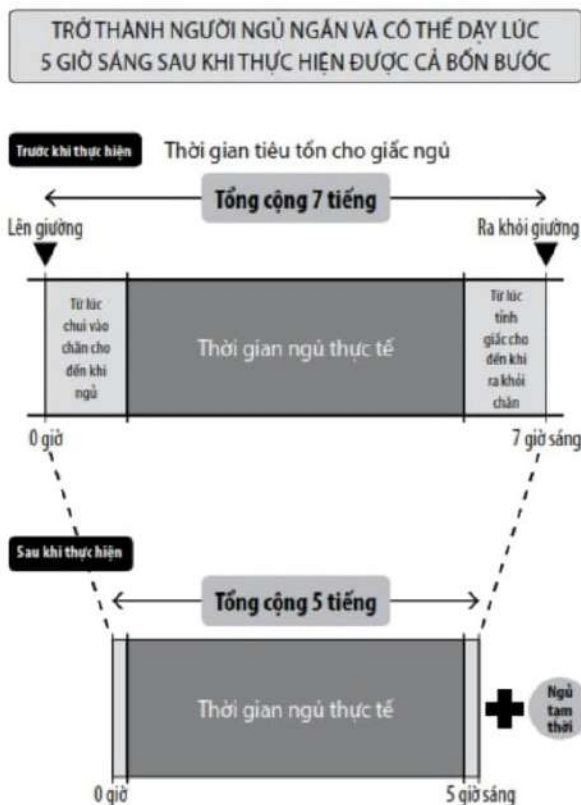 TRỞ THÀNH NGƯỜI NGỦ NGẮN VÀ CÓ THỂ DẬY LÚC
5 GIỜ SÁNG SAU KHI THỰC HIỆN ĐƯỢC CẢ BỐN BƯỚC
Trước khi thực hiện
Thời gian tiêu tốn cho giấc ngủ
Tổng cộng 7 tiếng
Lên giường
Ra khỏi giường
Từ lúc
chui vào
chăn cho
đến khi
ngủ
Thời gian ngủ thực tế
Từ lúc
tỉnh
giấc cho
đến khi
ra khỏi
chăn
0 giờ
7 giờ sáng
Sau khi thực hiện
Tổng cộng 5 tiếng
Thời gian ngủ thực tế
Ngủ
tạm
thời
0 giờ
5 giờ sáng